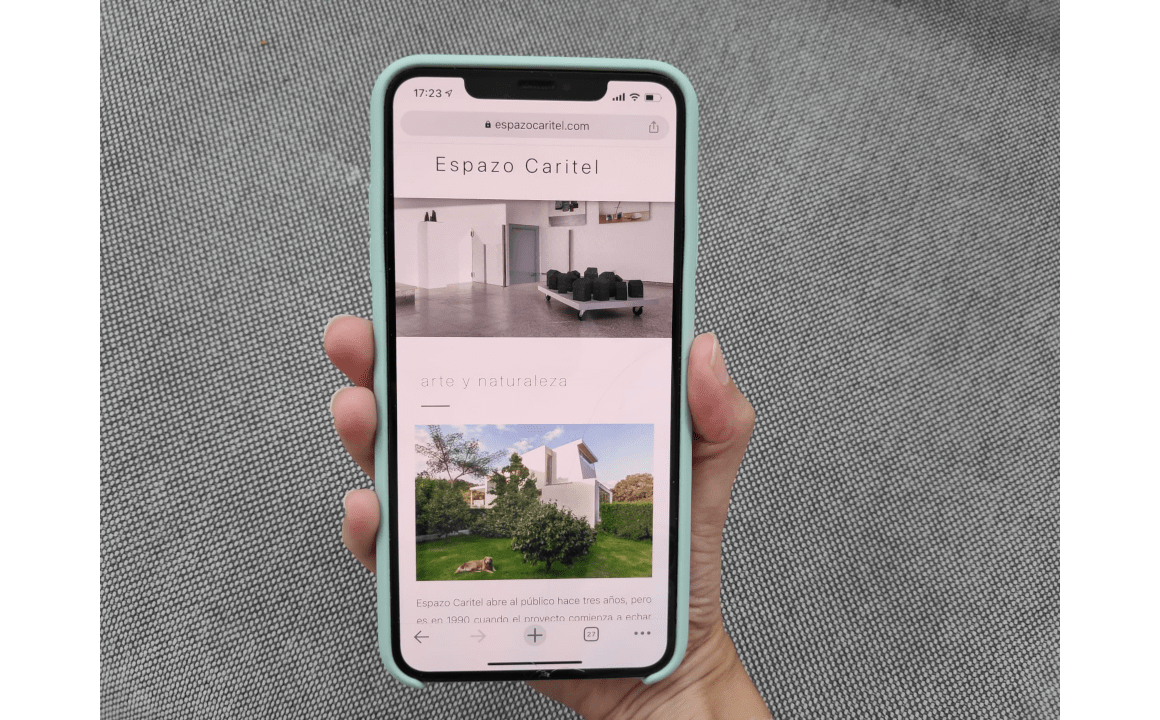 17:23
espazocaritel.com
Espazo Caritel
arte y naturaleza
Espazo Caritel abre al público hace tres años, pero
es en 1990 cuando el proyecto comienza a echar
27